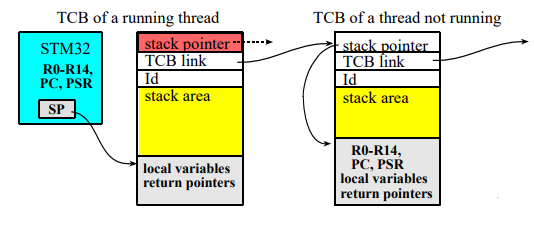 TCB of a running thread
TCB of a thread not running
STM32
R0-R14,
PC, PSR
SP
stack pointer
TCB link
Id
stack area
local variables
return pointers
stack pointer
TCB link
Id
stack area
R0-R14,
PC, PSR
local variables
return pointers